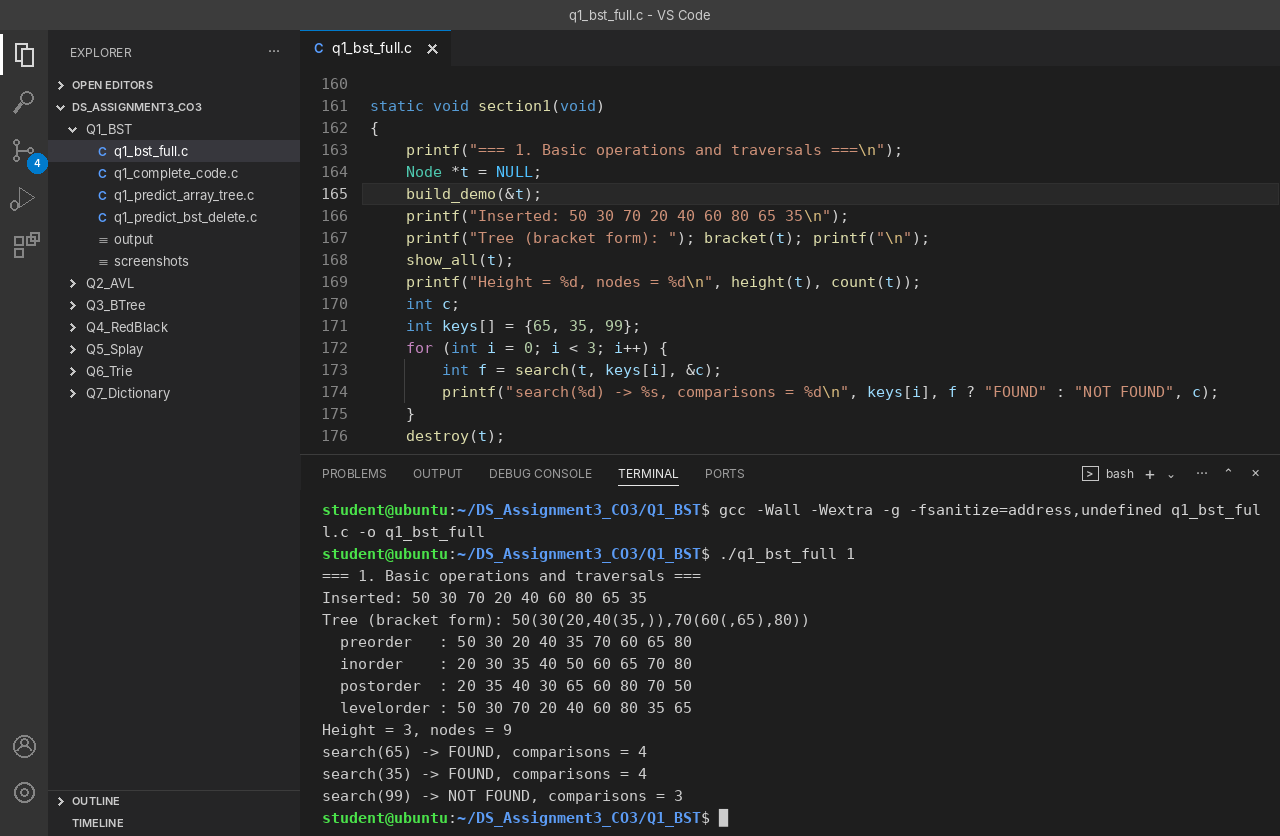 q1_bst_full.c - VS Code
EXPLORER
OPEN EDITORS
DS_ASSIGNMENT3_CO3
Q1_BST
C q1_bst_full.c
C q1_complete_code.c
C q1_predict_array_tree.c
C q1_predict_bst_delete.c
output
screenshots
Q2_AVL
Q3_BTree
Q4_RedBlack
Q5_Splay
Q6_Trie
Q7_Dictionary
OUTLINE
TIMELINE
4
C q1_bst_full.c
160
161 static void section1(void)
162 {
163     printf("=== 1. Basic operations and traversals ===\n");
164     Node *t = NULL;
165     build_demo(&t);
166     printf("Inserted: 50 30 70 20 40 60 80 65 35\n");
167     printf("Tree (bracket form): "); bracket(t); printf("\n");
168     show_all(t);
169     printf("Height = %d, nodes = %d\n", height(t), count(t));
170     int c;
171     int keys[] = {65, 35, 99};
172     for (int i = 0; i < 3; i++) {
173         int f = search(t, keys[i], &c);
174         printf("search(%d) -> %s, comparisons = %d\n", keys[i], f ? "FOUND" : "NOT FOUND", c);
175     }
176     destroy(t);
PROBLEMS OUTPUT DEBUG CONSOLE TERMINAL PORTS bash
student@ubuntu:~/DS_Assignment3_CO3/Q1_BST$ gcc -Wall -Wextra -g -fsanitize=address,undefined q1_bst_ful
l.c -o q1_bst_full
student@ubuntu:~/DS_Assignment3_CO3/Q1_BST$ ./q1_bst_full 1
=== 1. Basic operations and traversals ===
Inserted: 50 30 70 20 40 60 80 65 35
Tree (bracket form): 50(30(20,40(35,)),70(60(,65),80))
  preorder   : 50 30 20 40 35 70 60 65 80
  inorder    : 20 30 35 40 50 60 65 70 80
  postorder  : 20 35 40 30 65 60 80 70 50
  levelorder : 50 30 70 20 40 60 80 35 65
Height = 3, nodes = 9
search(65) -> FOUND, comparisons = 4
search(35) -> FOUND, comparisons = 4
search(99) -> NOT FOUND, comparisons = 3
student@ubuntu:~/DS_Assignment3_CO3/Q1_BST$